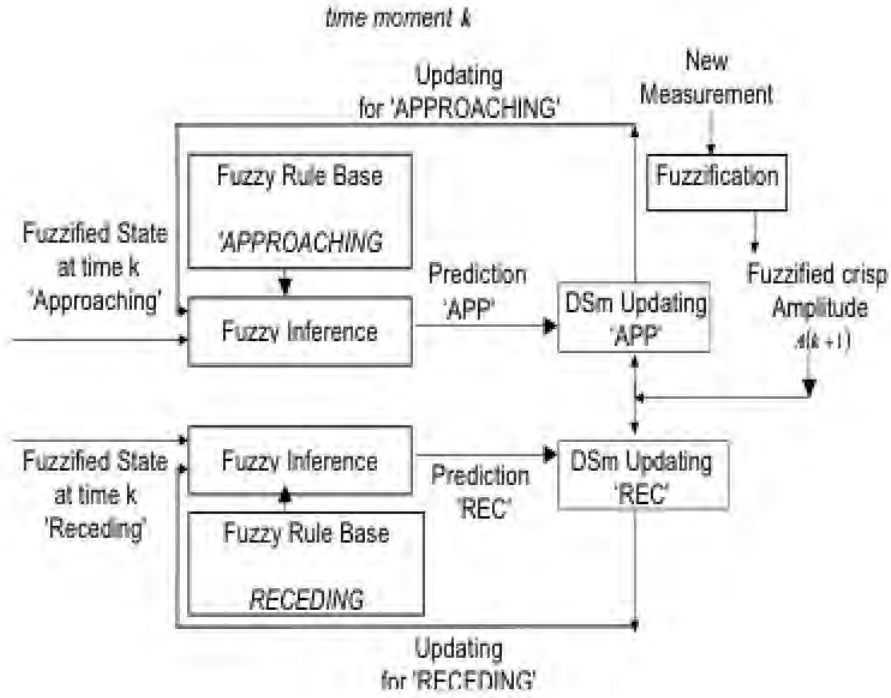 time moment k
Updating
for 'APPROACHING'
New
Measurement
Fuzzy Rule Base
'APPROACHING
Fuzzification
Fuzzified State
at time k
'Approaching'
Prediction
'APP'
Fuzzified crisp
Amplitude
A(k+1)
Fuzzy Inference
DSm Updating
'APP'
Fuzzified State
at time k
'Receding'
Fuzzy Inference
Prediction
'REC'
DSm Updating
'REC'
Fuzzy Rule Base
RECEDING
Updating
for 'RECEDING'